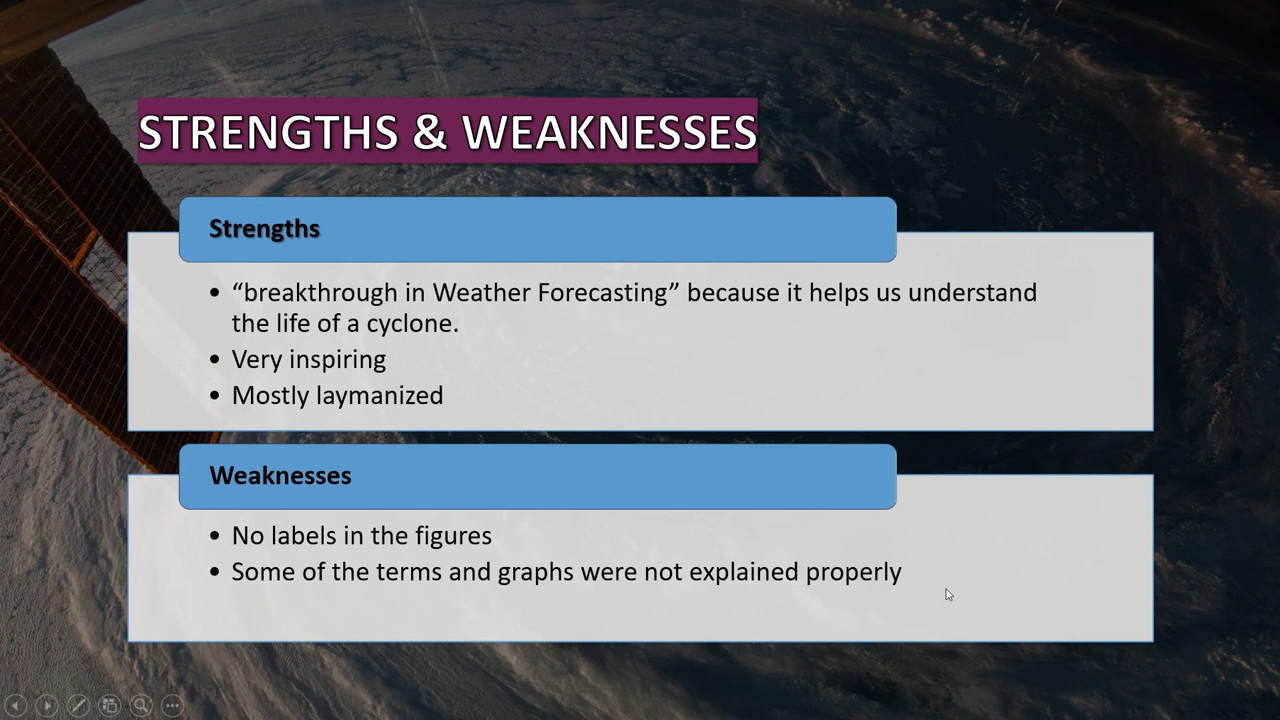 STRENGTHS & WEAKNESSES
Strengths
• “breakthrough in Weather Forecasting” because it helps us understand
the life of a cyclone.
• Very inspiring
• Mostly laymanized
Weaknesses
• No labels in the figures
• Some of the terms and graphs were not explained properly